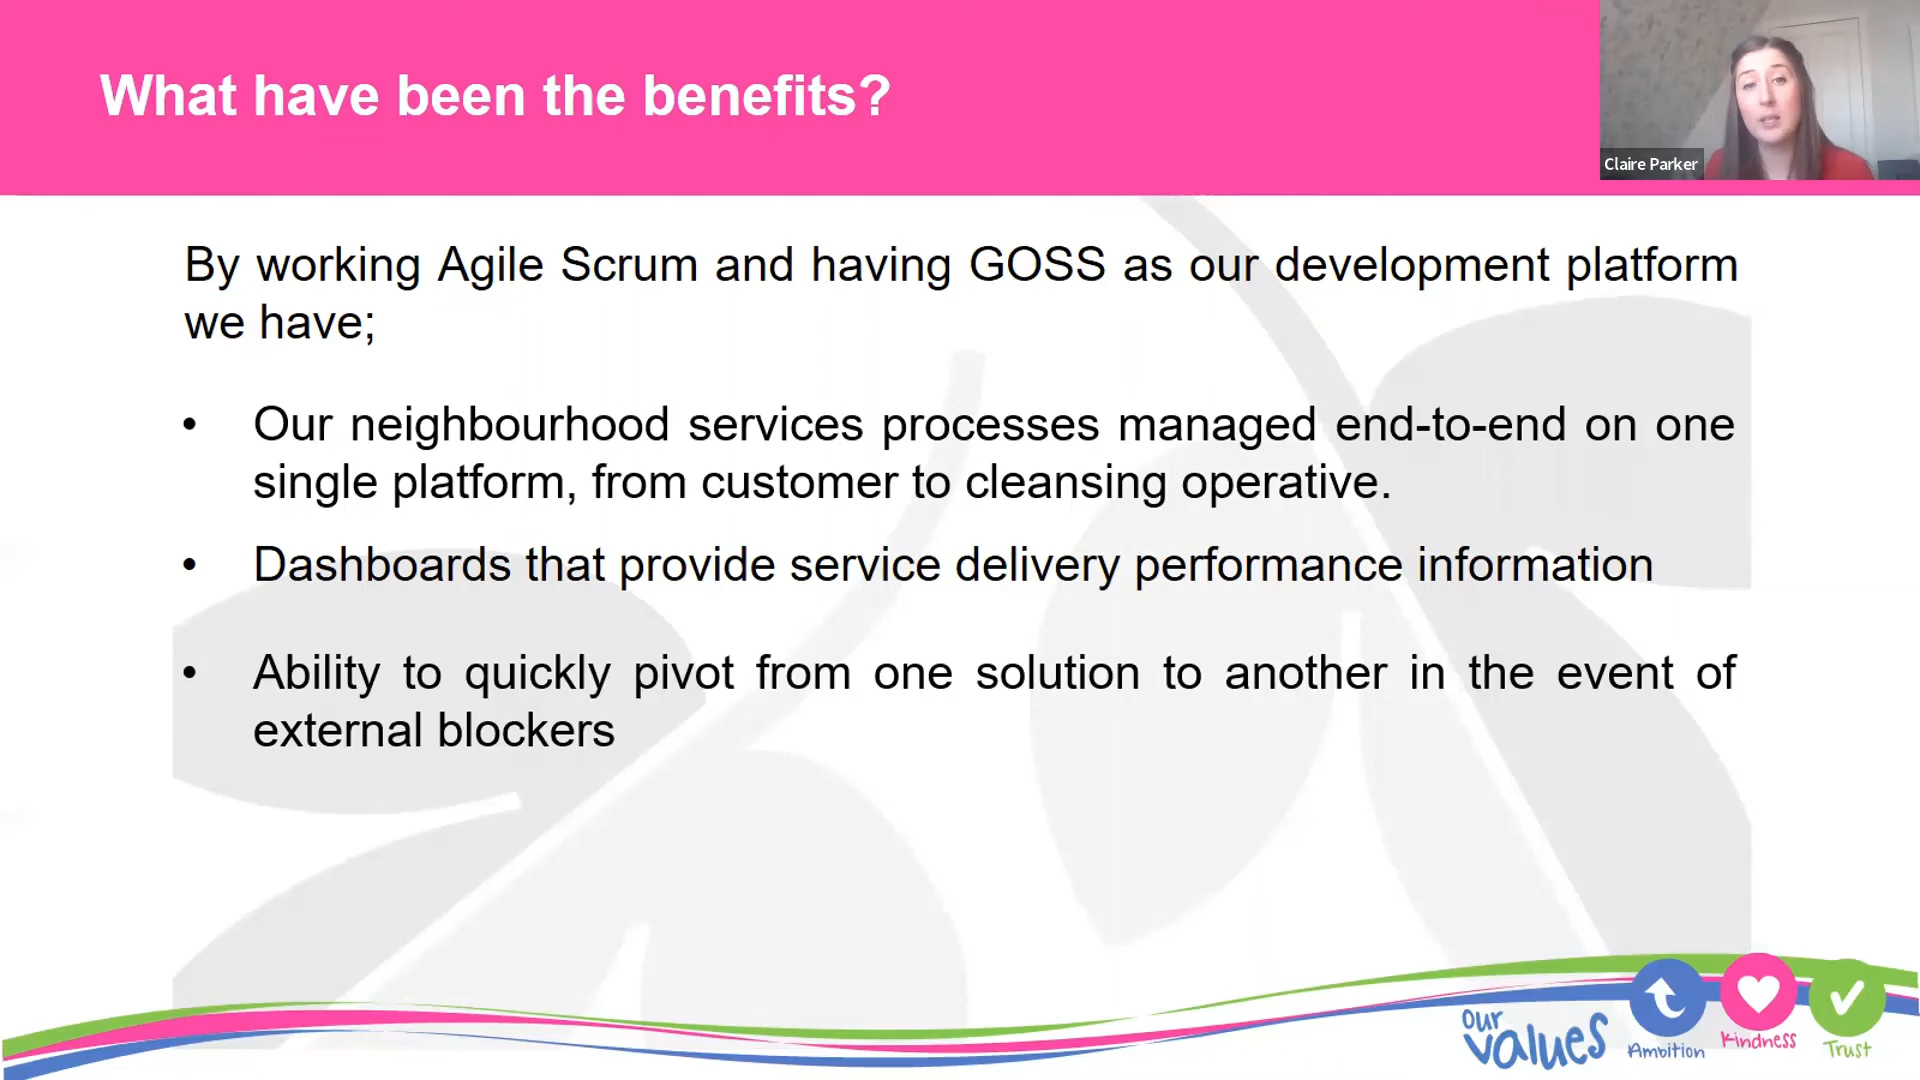 What have been the benefits?
Claire Parker
By working Agile Scrum and having GOSS as our development platform
we have;
• Our neighbourhood services processes managed end-to-end on one
single platform, from customer to cleansing operative.
• Dashboards that provide service delivery performance information
• Ability to quickly pivot from one solution to another in the event of
external blockers
our
values
Ambition
Kindness
Trust